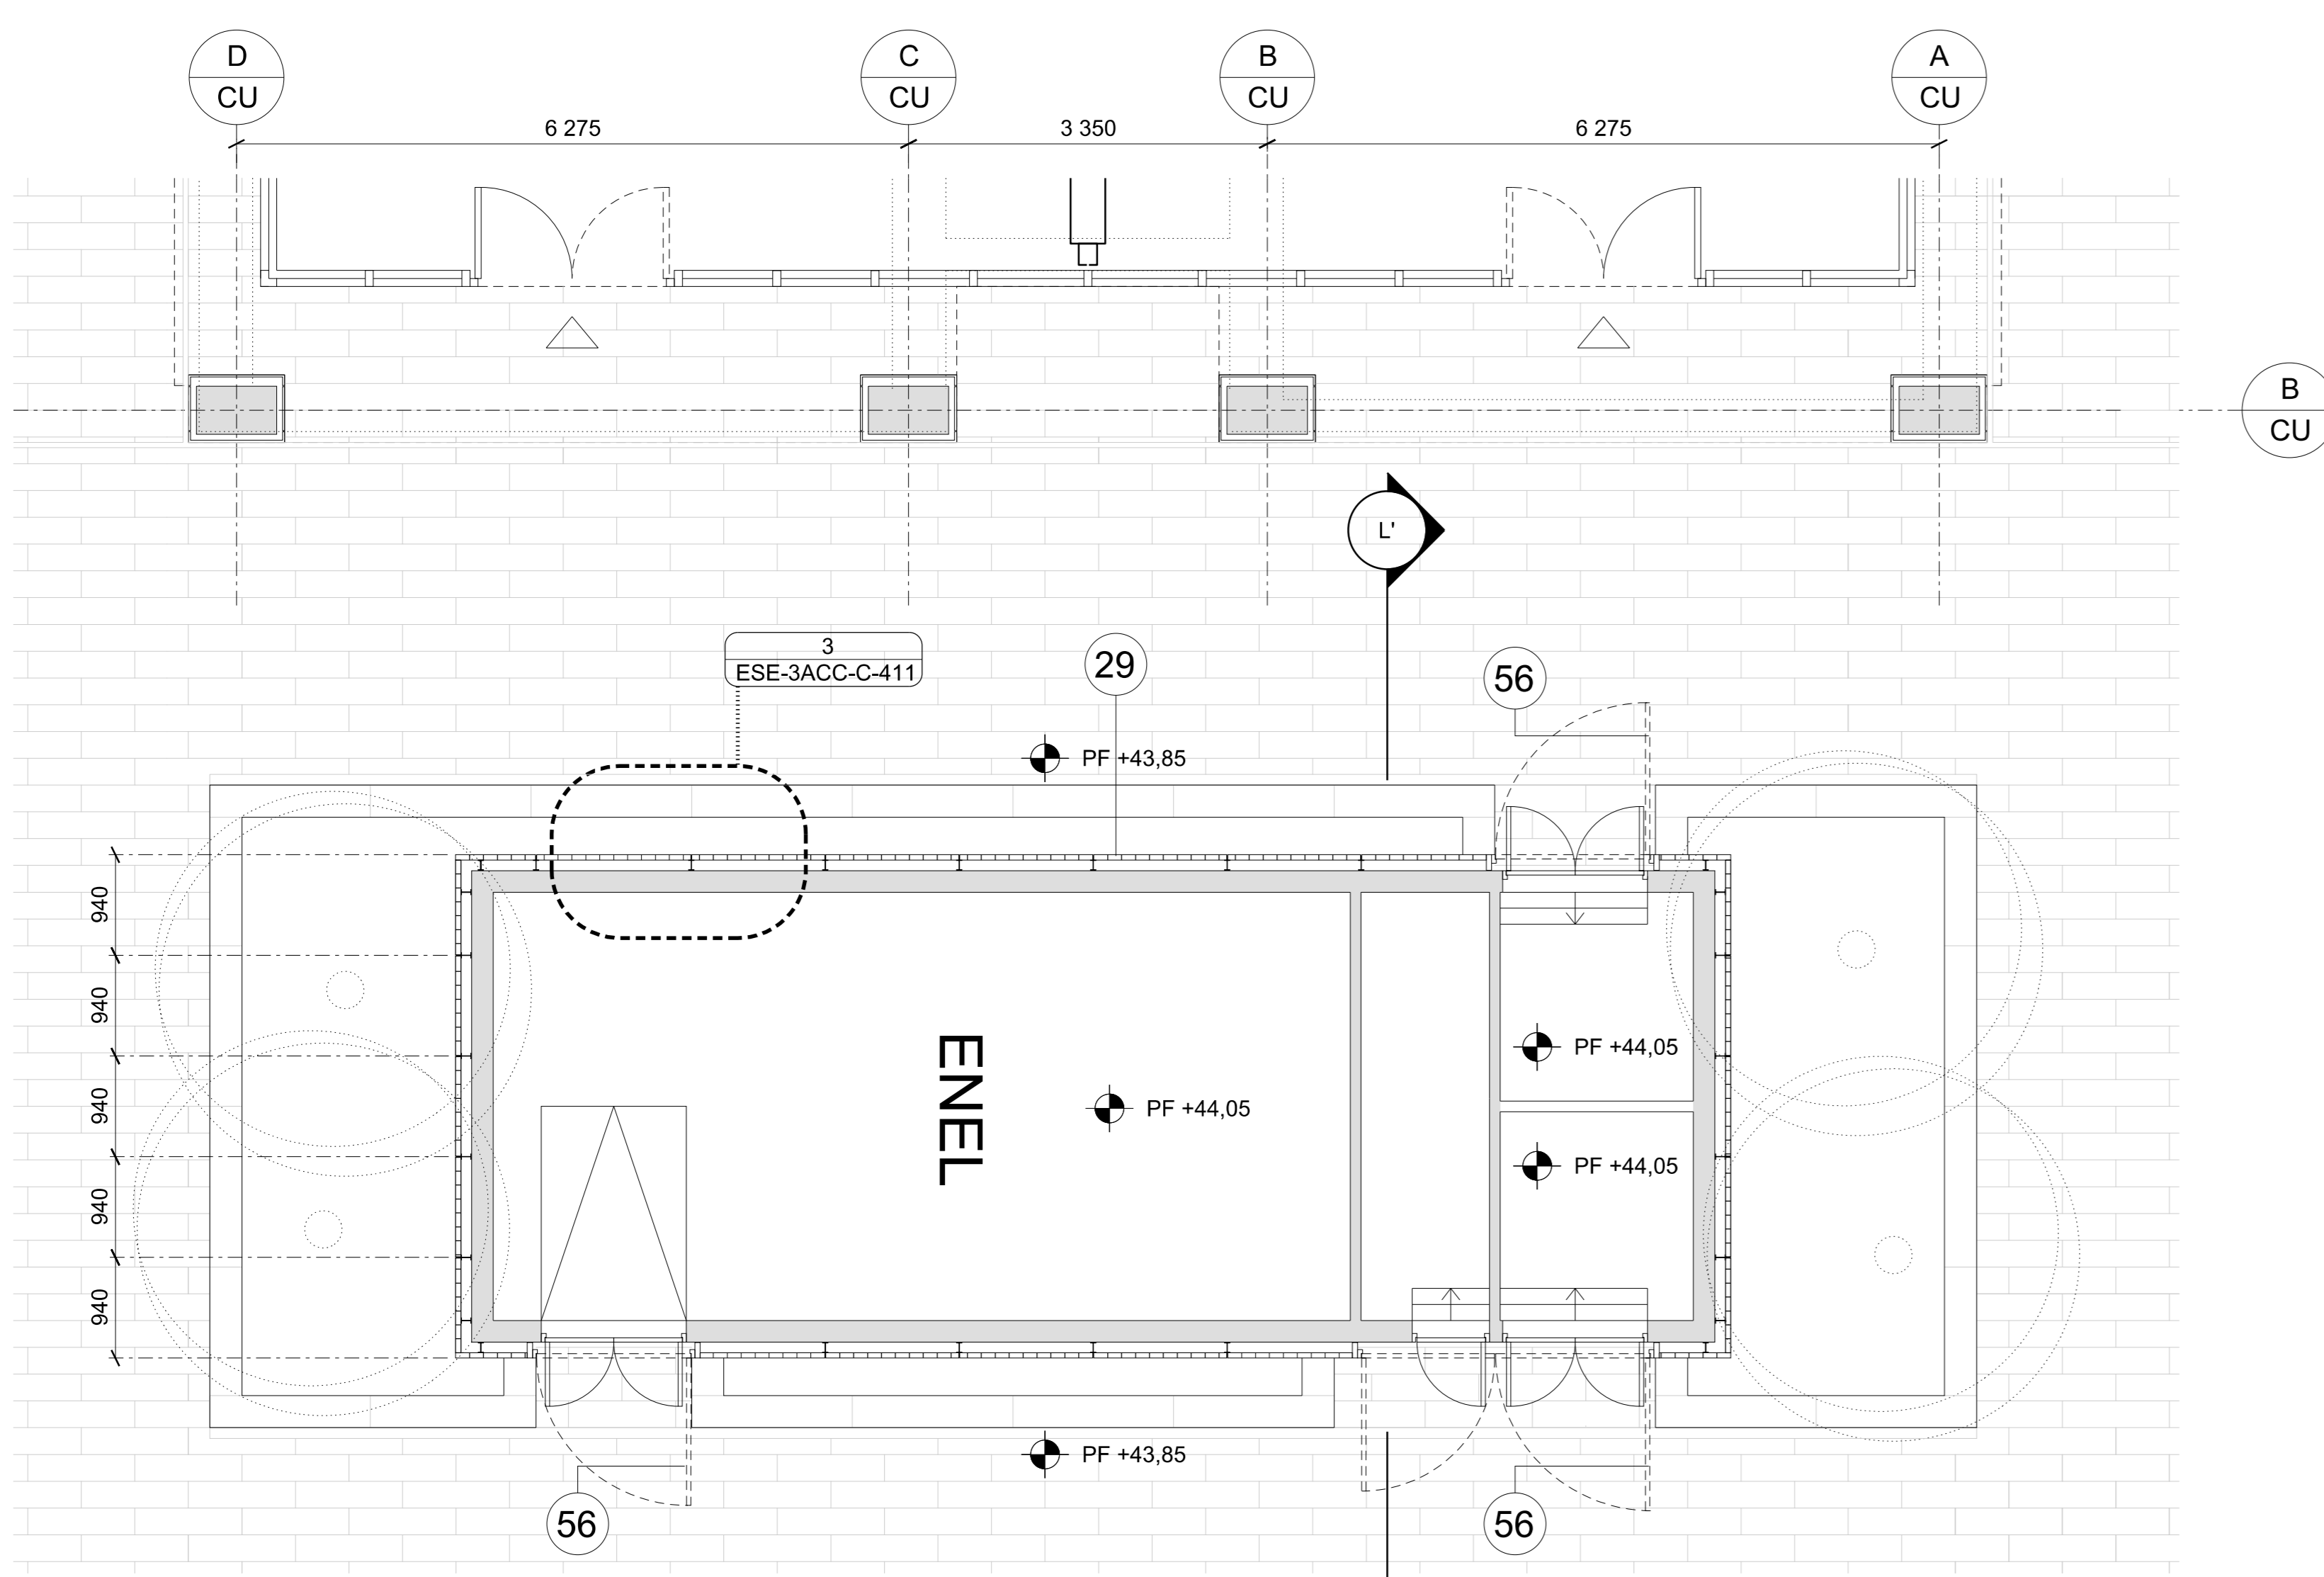 D
CU
C
CU
B
CU
A
CU
6 275
3 350
6 275
B
CU
L'
3
ESE-3ACC-C-411
29
56
PF +43,85
940
940
940
940
940
ENEL
PF +44,05
PF +44,05
PF +44,05
PF +43,85
56
56